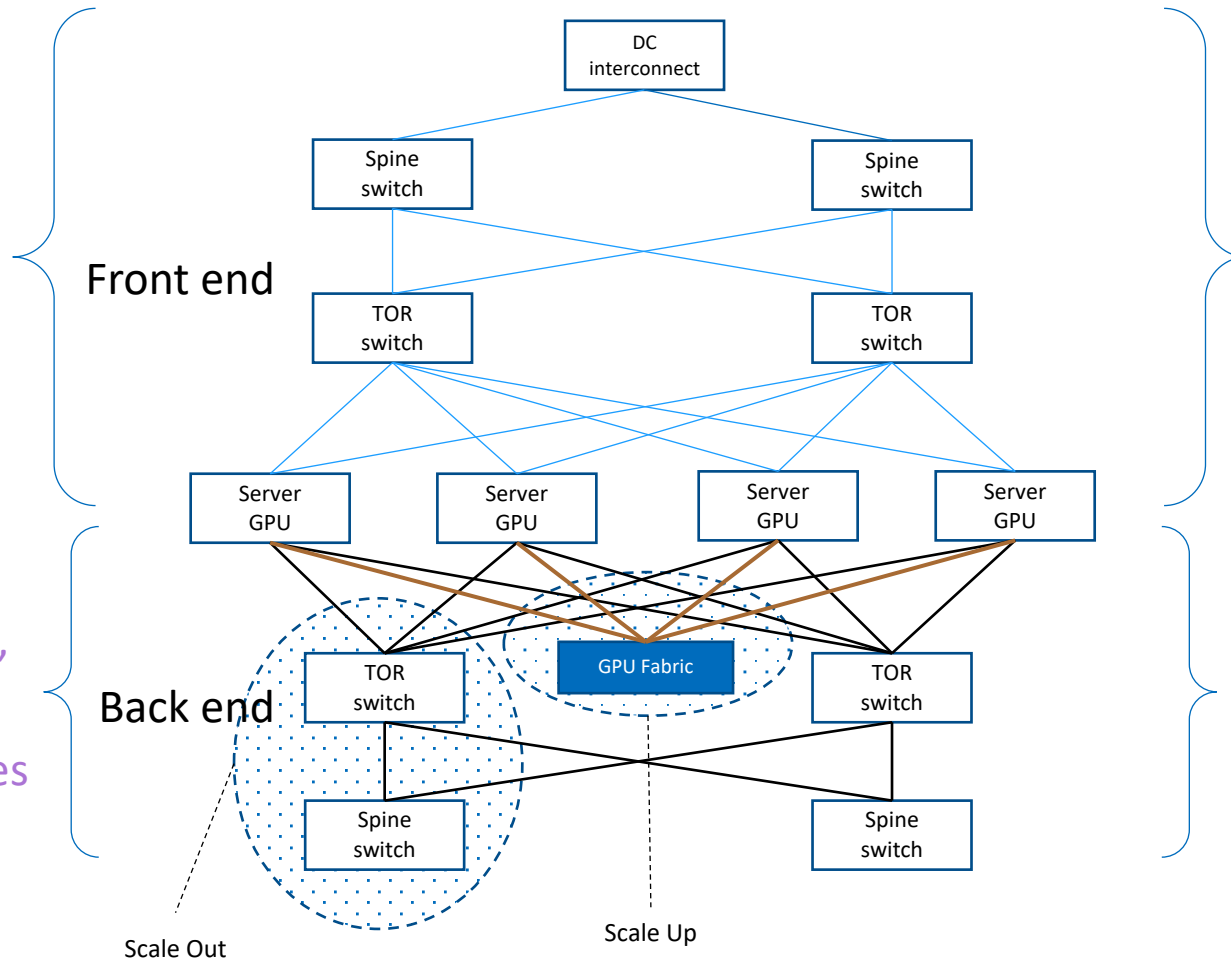 DC
interconnect
Spine
switch
Spine
switch
Front end
TOR
switch
TOR
switch
Server
GPU
Server
GPU
Server
GPU
Server
GPU
,
GPU Fabric
TOR
switch
TOR
switch
Back end
es
Spine
switch
Spine
switch
Scale Out
Scale Up